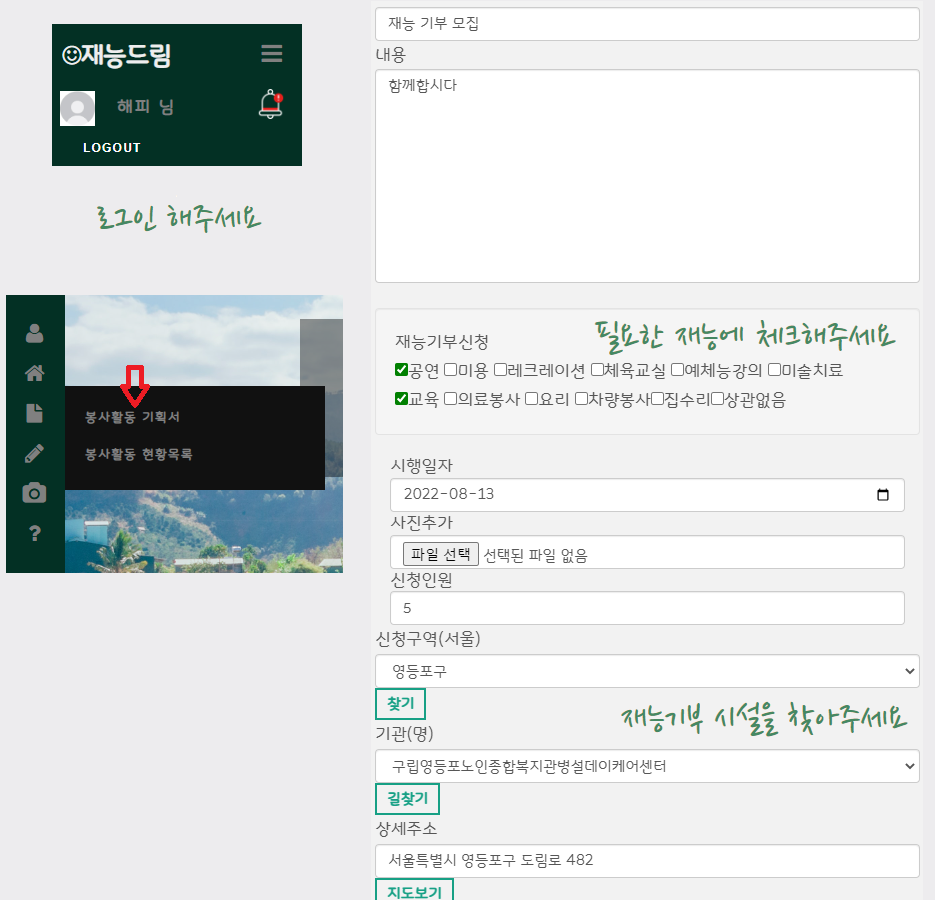 재능드림
해피 님
LOGOUT
로그인 해주세요
봉사활동 기획서
봉사활동 현황목록
?
재능 기부 모집
내용
함께합시다
필요한 재능에 체크해주세요
재능기부신청
공연 미용 레크레이션 체육교실 예체능강의 미술치료
교육 의료봉사 요리 차량봉사 집수리 상관없음
시행일자
2022-08-13
사진추가
파일 선택 선택된 파일 없음
신청인원
5
신청구역(서울)
영등포구
찾기
재능기부 시설을 찾아주세요
기관(명)
구립영등포노인종합복지관병설데이케어센터
길찾기
상세주소
서울특별시 영등포구 도림로 482
지도보기